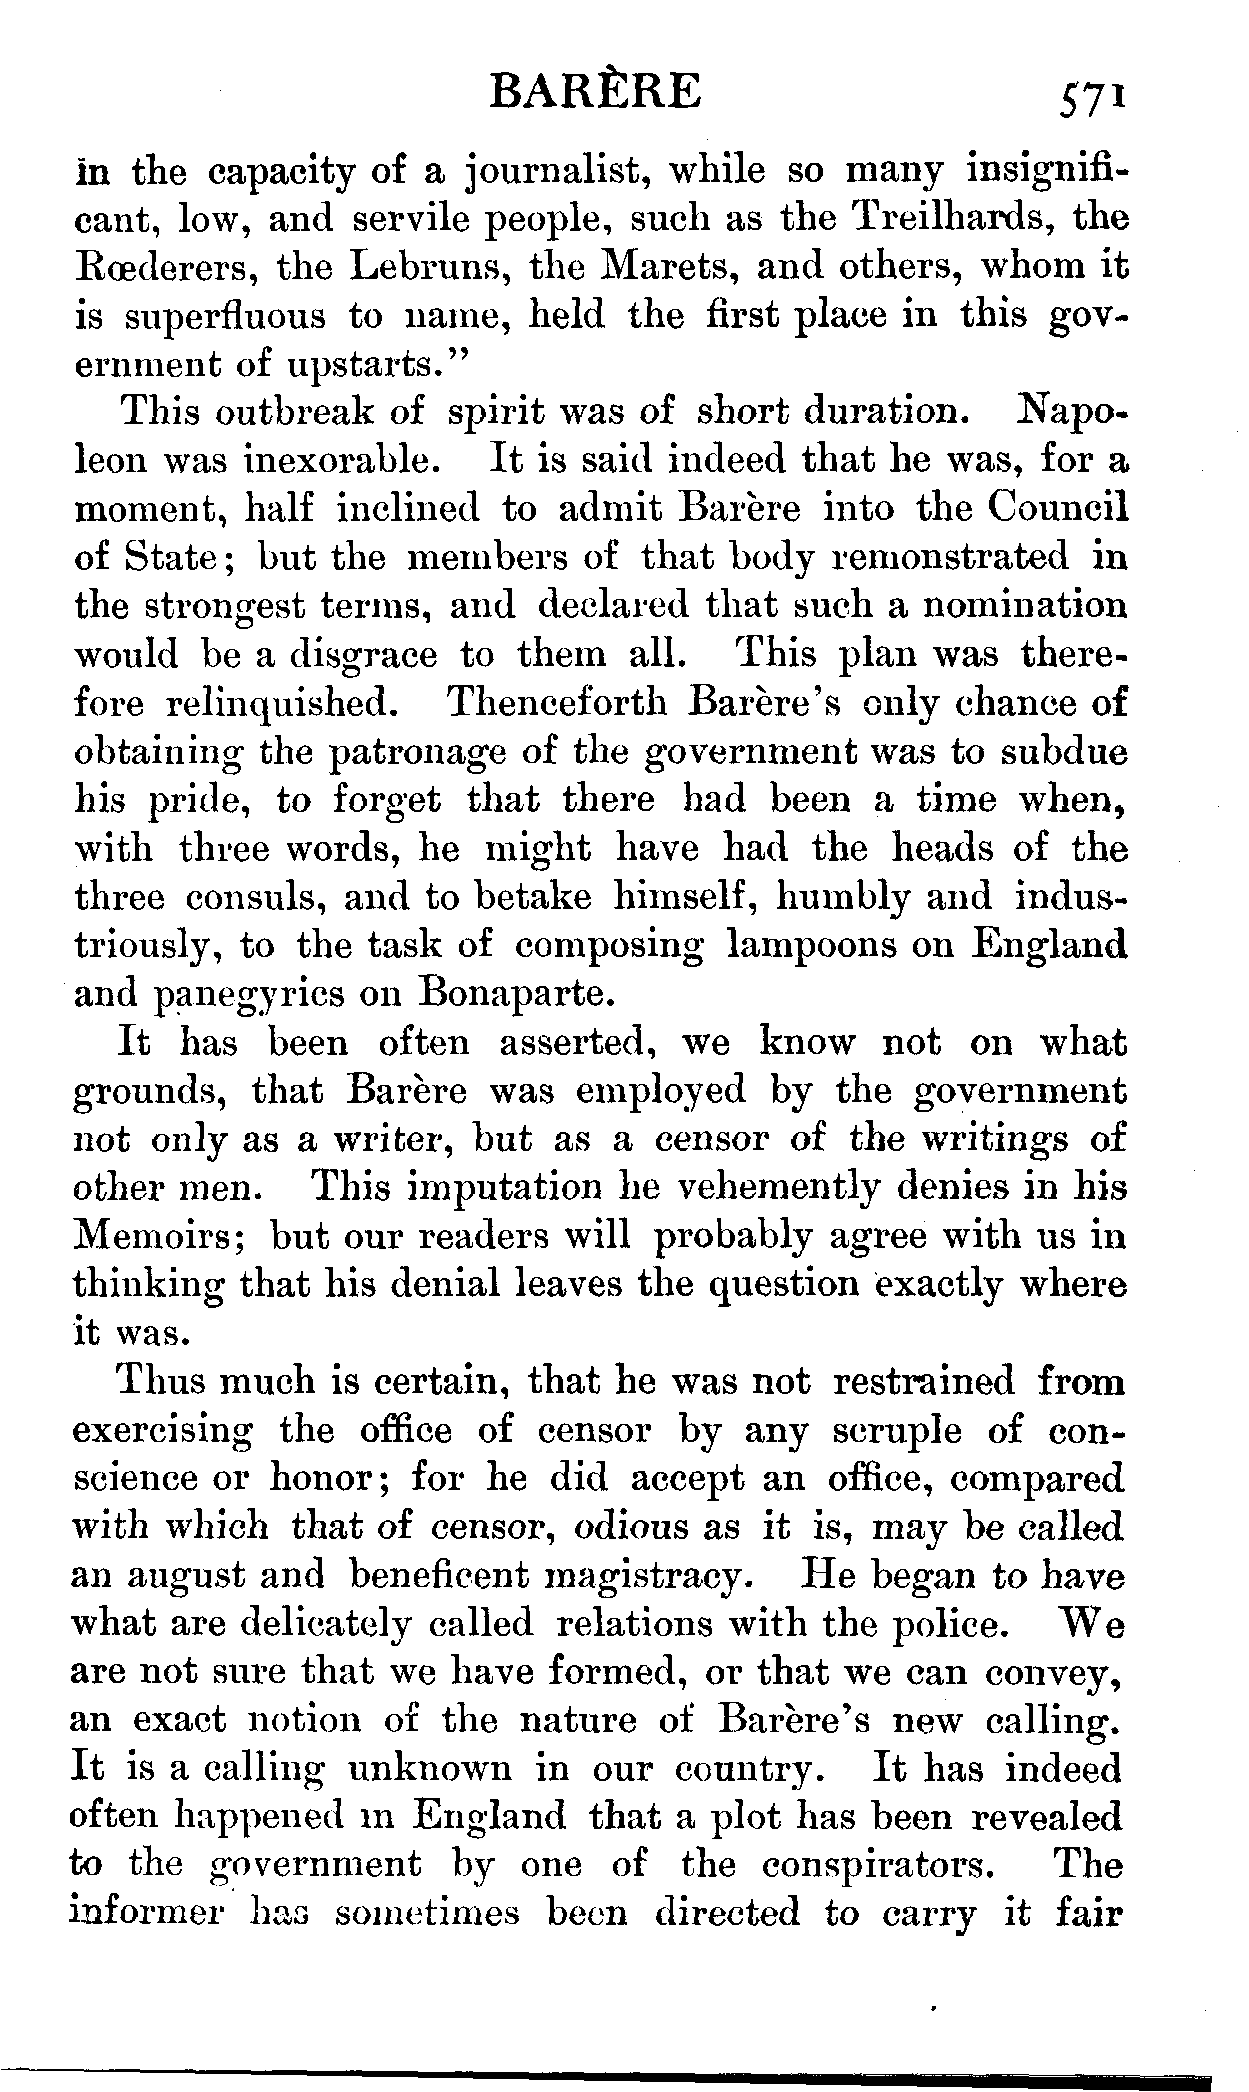 BARÈRE 571
in the capacity of a journalist, while so many insignifi-
cant, low, and servile people, such as the Treilhards, the
Rœderers, the Lebruns, the Marets, and others, whom it
is superfluous to name, held the first place in this gov-
ernment of upstarts.”
This outbreak of spirit was of short duration. Napo-
leon was inexorable. It is said indeed that he was, for a
moment, half inclined to admit Barère into the Council
of State; but the members of that body remonstrated in
the strongest terms, and declared that such a nomination
would be a disgrace to them all. This plan was there-
fore relinquished. Thenceforth Barère’s only chance of
obtaining the patronage of the government was to subdue
his pride, to forget that there had been a time when,
with three words, he might have had the heads of the
three consuls, and to betake himself, humbly and indus-
triously, to the task of composing lampoons on England
and panegyrics on Bonaparte.
It has been often asserted, we know not on what
grounds, that Barère was employed by the government
not only as a writer, but as a censor of the writings of
other men. This imputation he vehemently denies in his
Memoirs; but our readers will probably agree with us in
thinking that his denial leaves the question exactly where
it was.
Thus much is certain, that he was not restrained from
exercising the office of censor by any scruple of con-
science or honor; for he did accept an office, compared
with which that of censor, odious as it is, may be called
an august and beneficent magistracy. He began to have
what are delicately called relations with the police. We
are not sure that we have formed, or that we can convey,
an exact notion of the nature of Barère’s new calling.
It is a calling unknown in our country. It has indeed
often happened in England that a plot has been revealed
to the government by one of the conspirators. The
informer has sometimes been directed to carry it fair